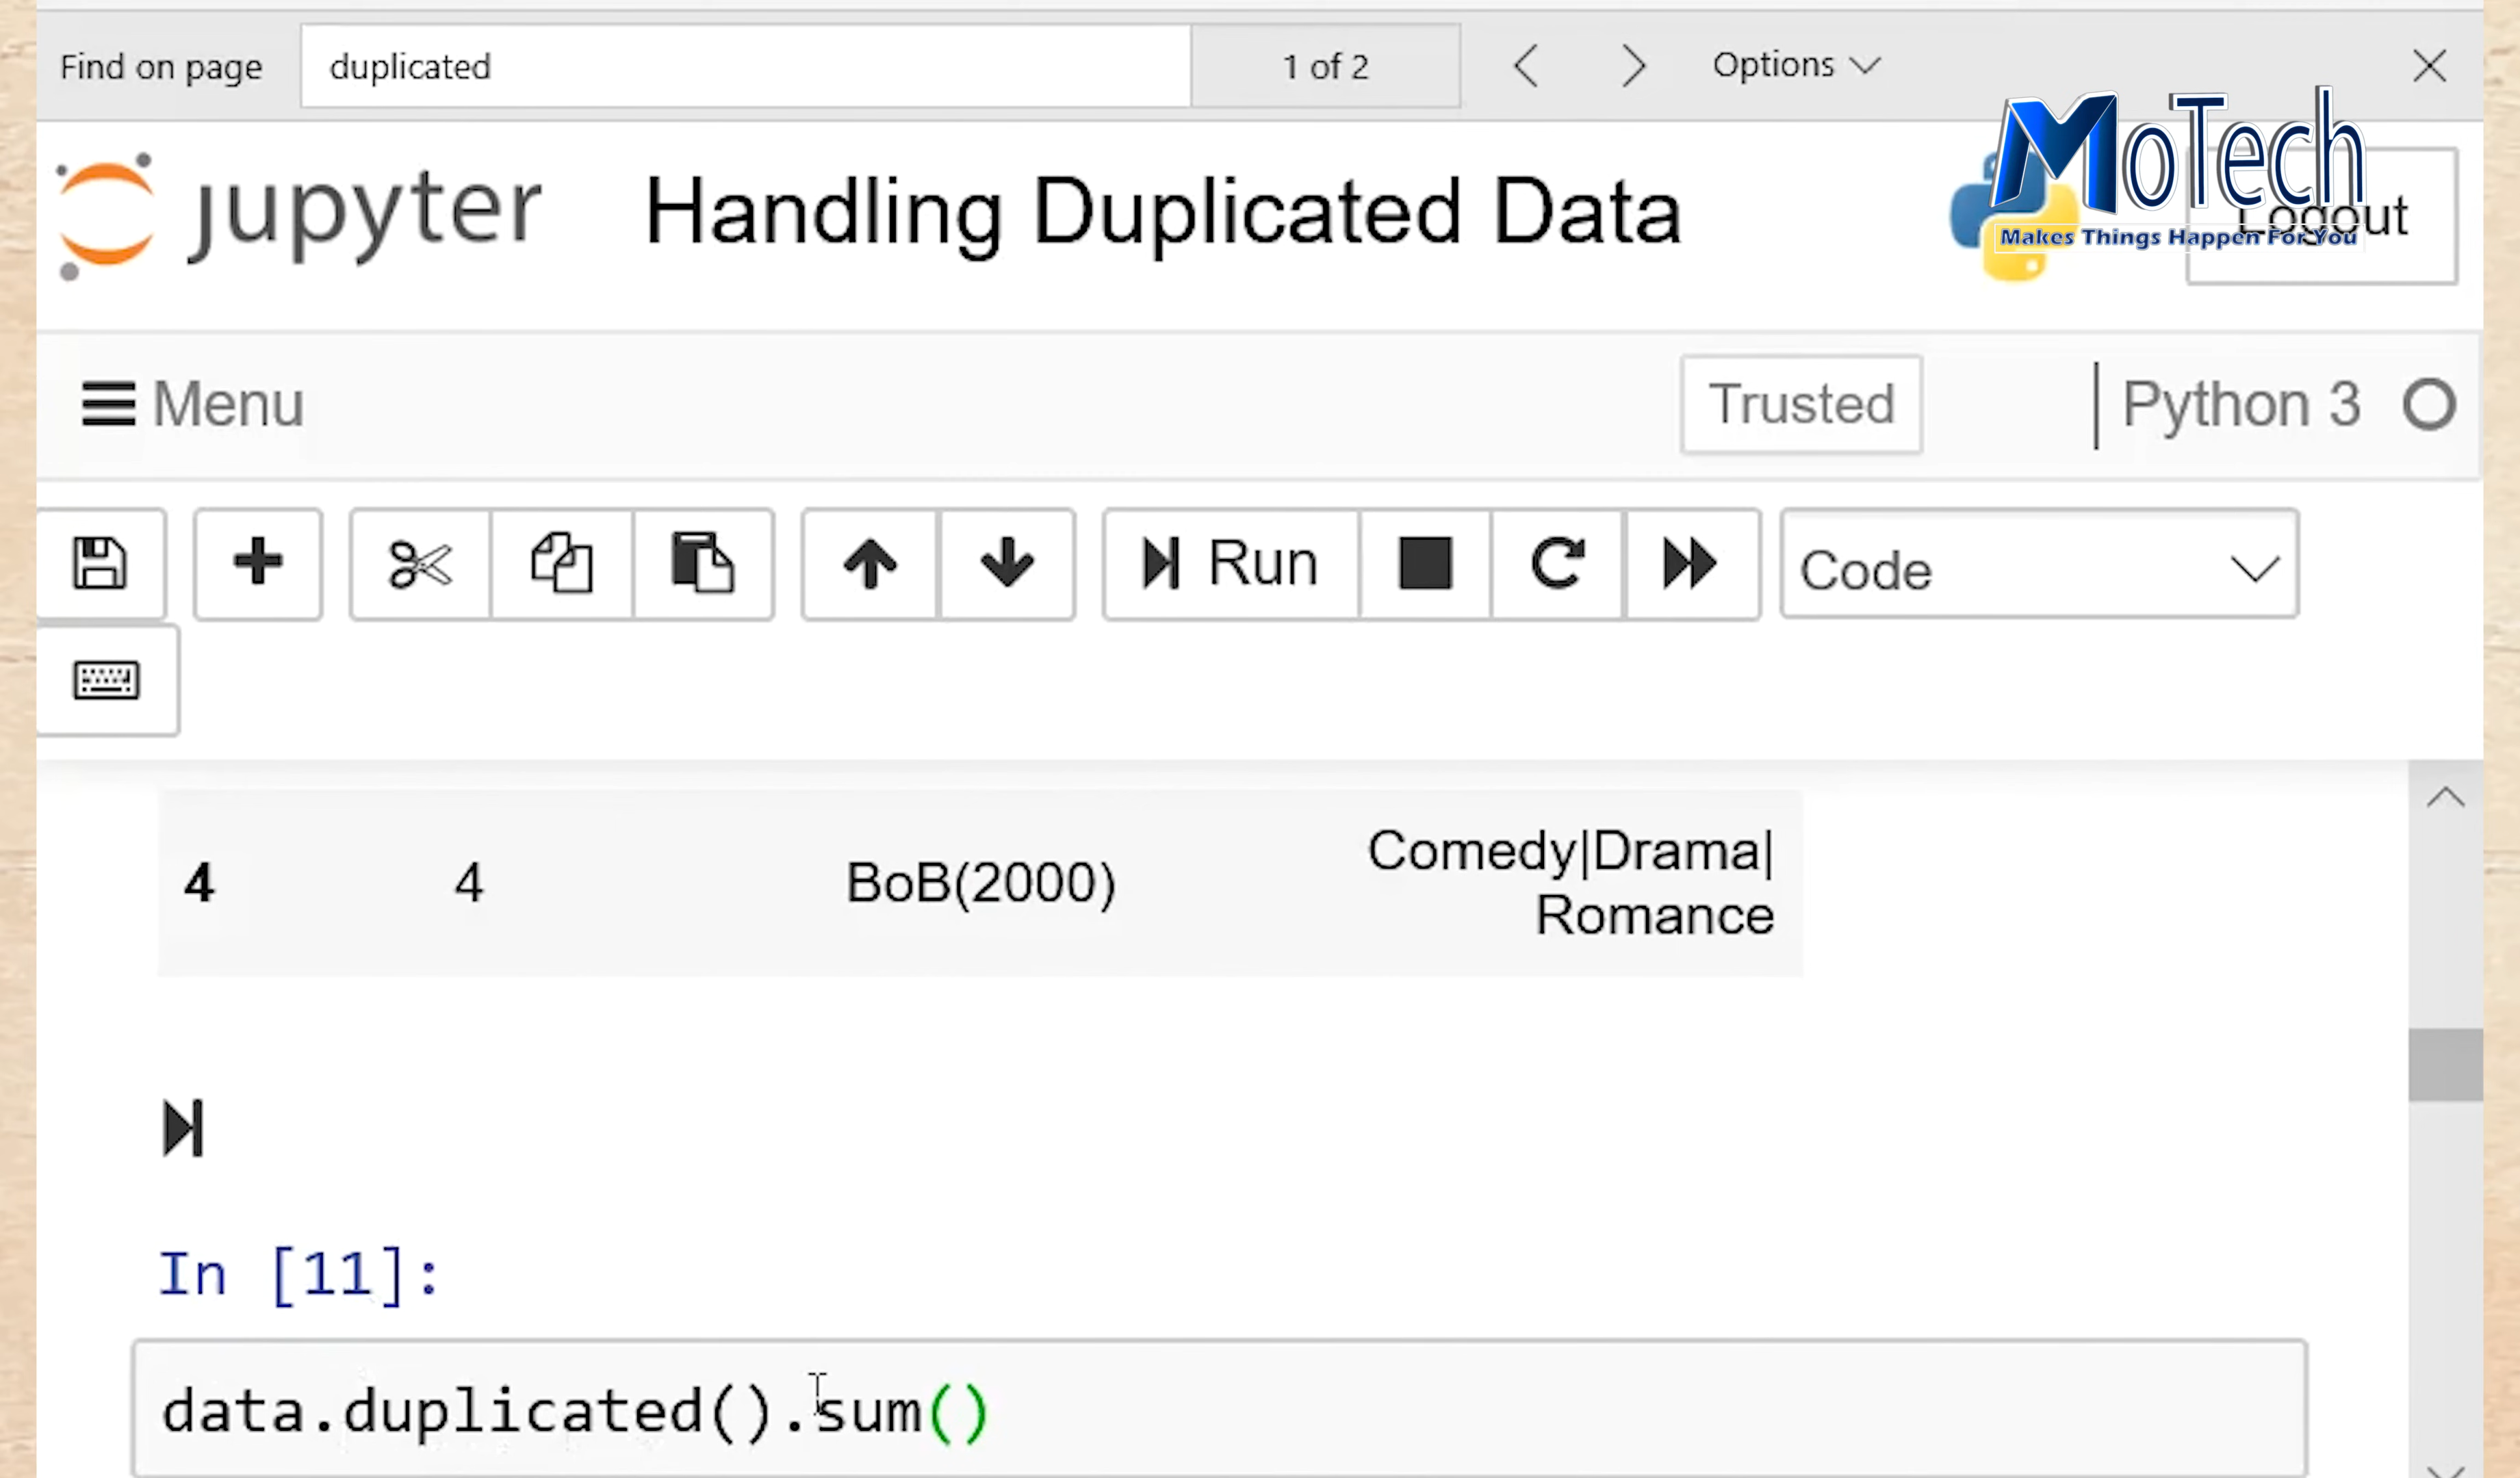 Find on page duplicated 1 of 2 Options
MoTech
Makes Things Happen For You
jupyter Handling Duplicated Data Logout
Menu Trusted Python 3
Run Code
4 4 BoB(2000) Comedy|Drama|
Romance
In [11]:
data.duplicated().sum()